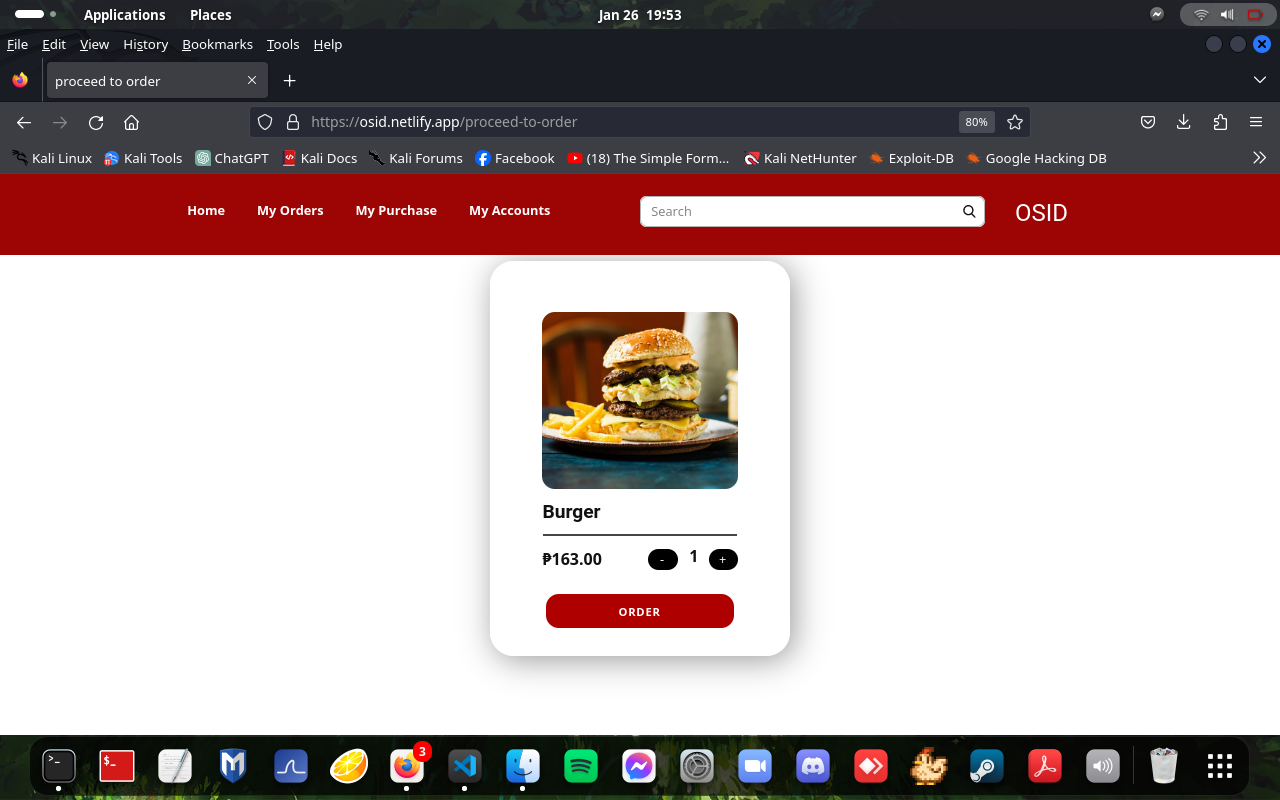 Applications Places Jan 26 19:53
File Edit View History Bookmarks Tools Help
proceed to order
https://osid.netlify.app/proceed-to-order 80%
Kali Linux Kali Tools ChatGPT Kali Docs Kali Forums Facebook (18) The Simple Form... Kali NetHunter Exploit-DB Google Hacking DB
Home My Orders My Purchase My Accounts Search OSID
Burger
₱163.00 - 1 +
ORDER
3
>_ $_